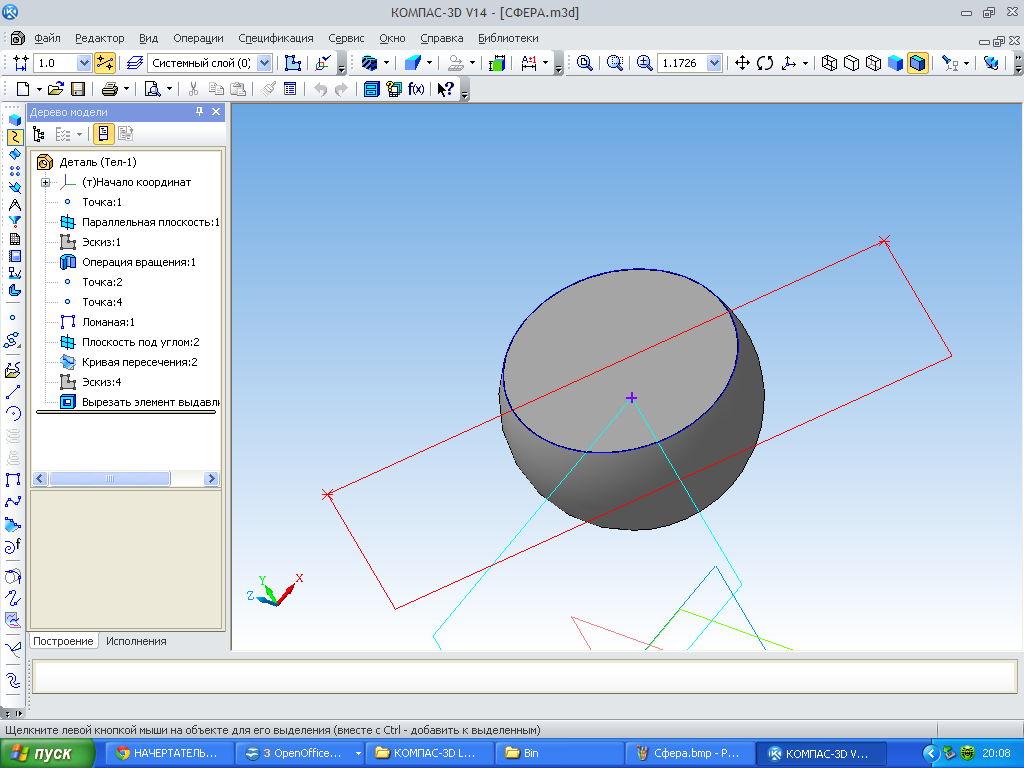 КОМПАС-3D V14 - [СФЕРА.m3d]
Файл Редактор Вид Операции Спецификация Сервис Окно Справка Библиотеки
1.0 Системный слой (0) 1.1726
f(x)
Дерево модели
Деталь (Тел-1)
(т)Начало координат
Точка:1
Параллельная плоскость:1
Эскиз:1
Операция вращения:1
Точка:2
Точка:4
Ломаная:1
Плоскость под углом:2
Кривая пересечения:2
Эскиз:4
Вырезать элемент выдавли
X
Y
Z
Построение Исполнения
Щелкните левой кнопкой мыши на объекте для его выделения (вместе с Ctrl - добавить к выделенным)
пуск НАЧЕРТАТЕЛЬ... 3 OpenOffice... КОМПАС-3D L... Bin Сфера.bmp - P... КОМПАС-3D V... 20:08